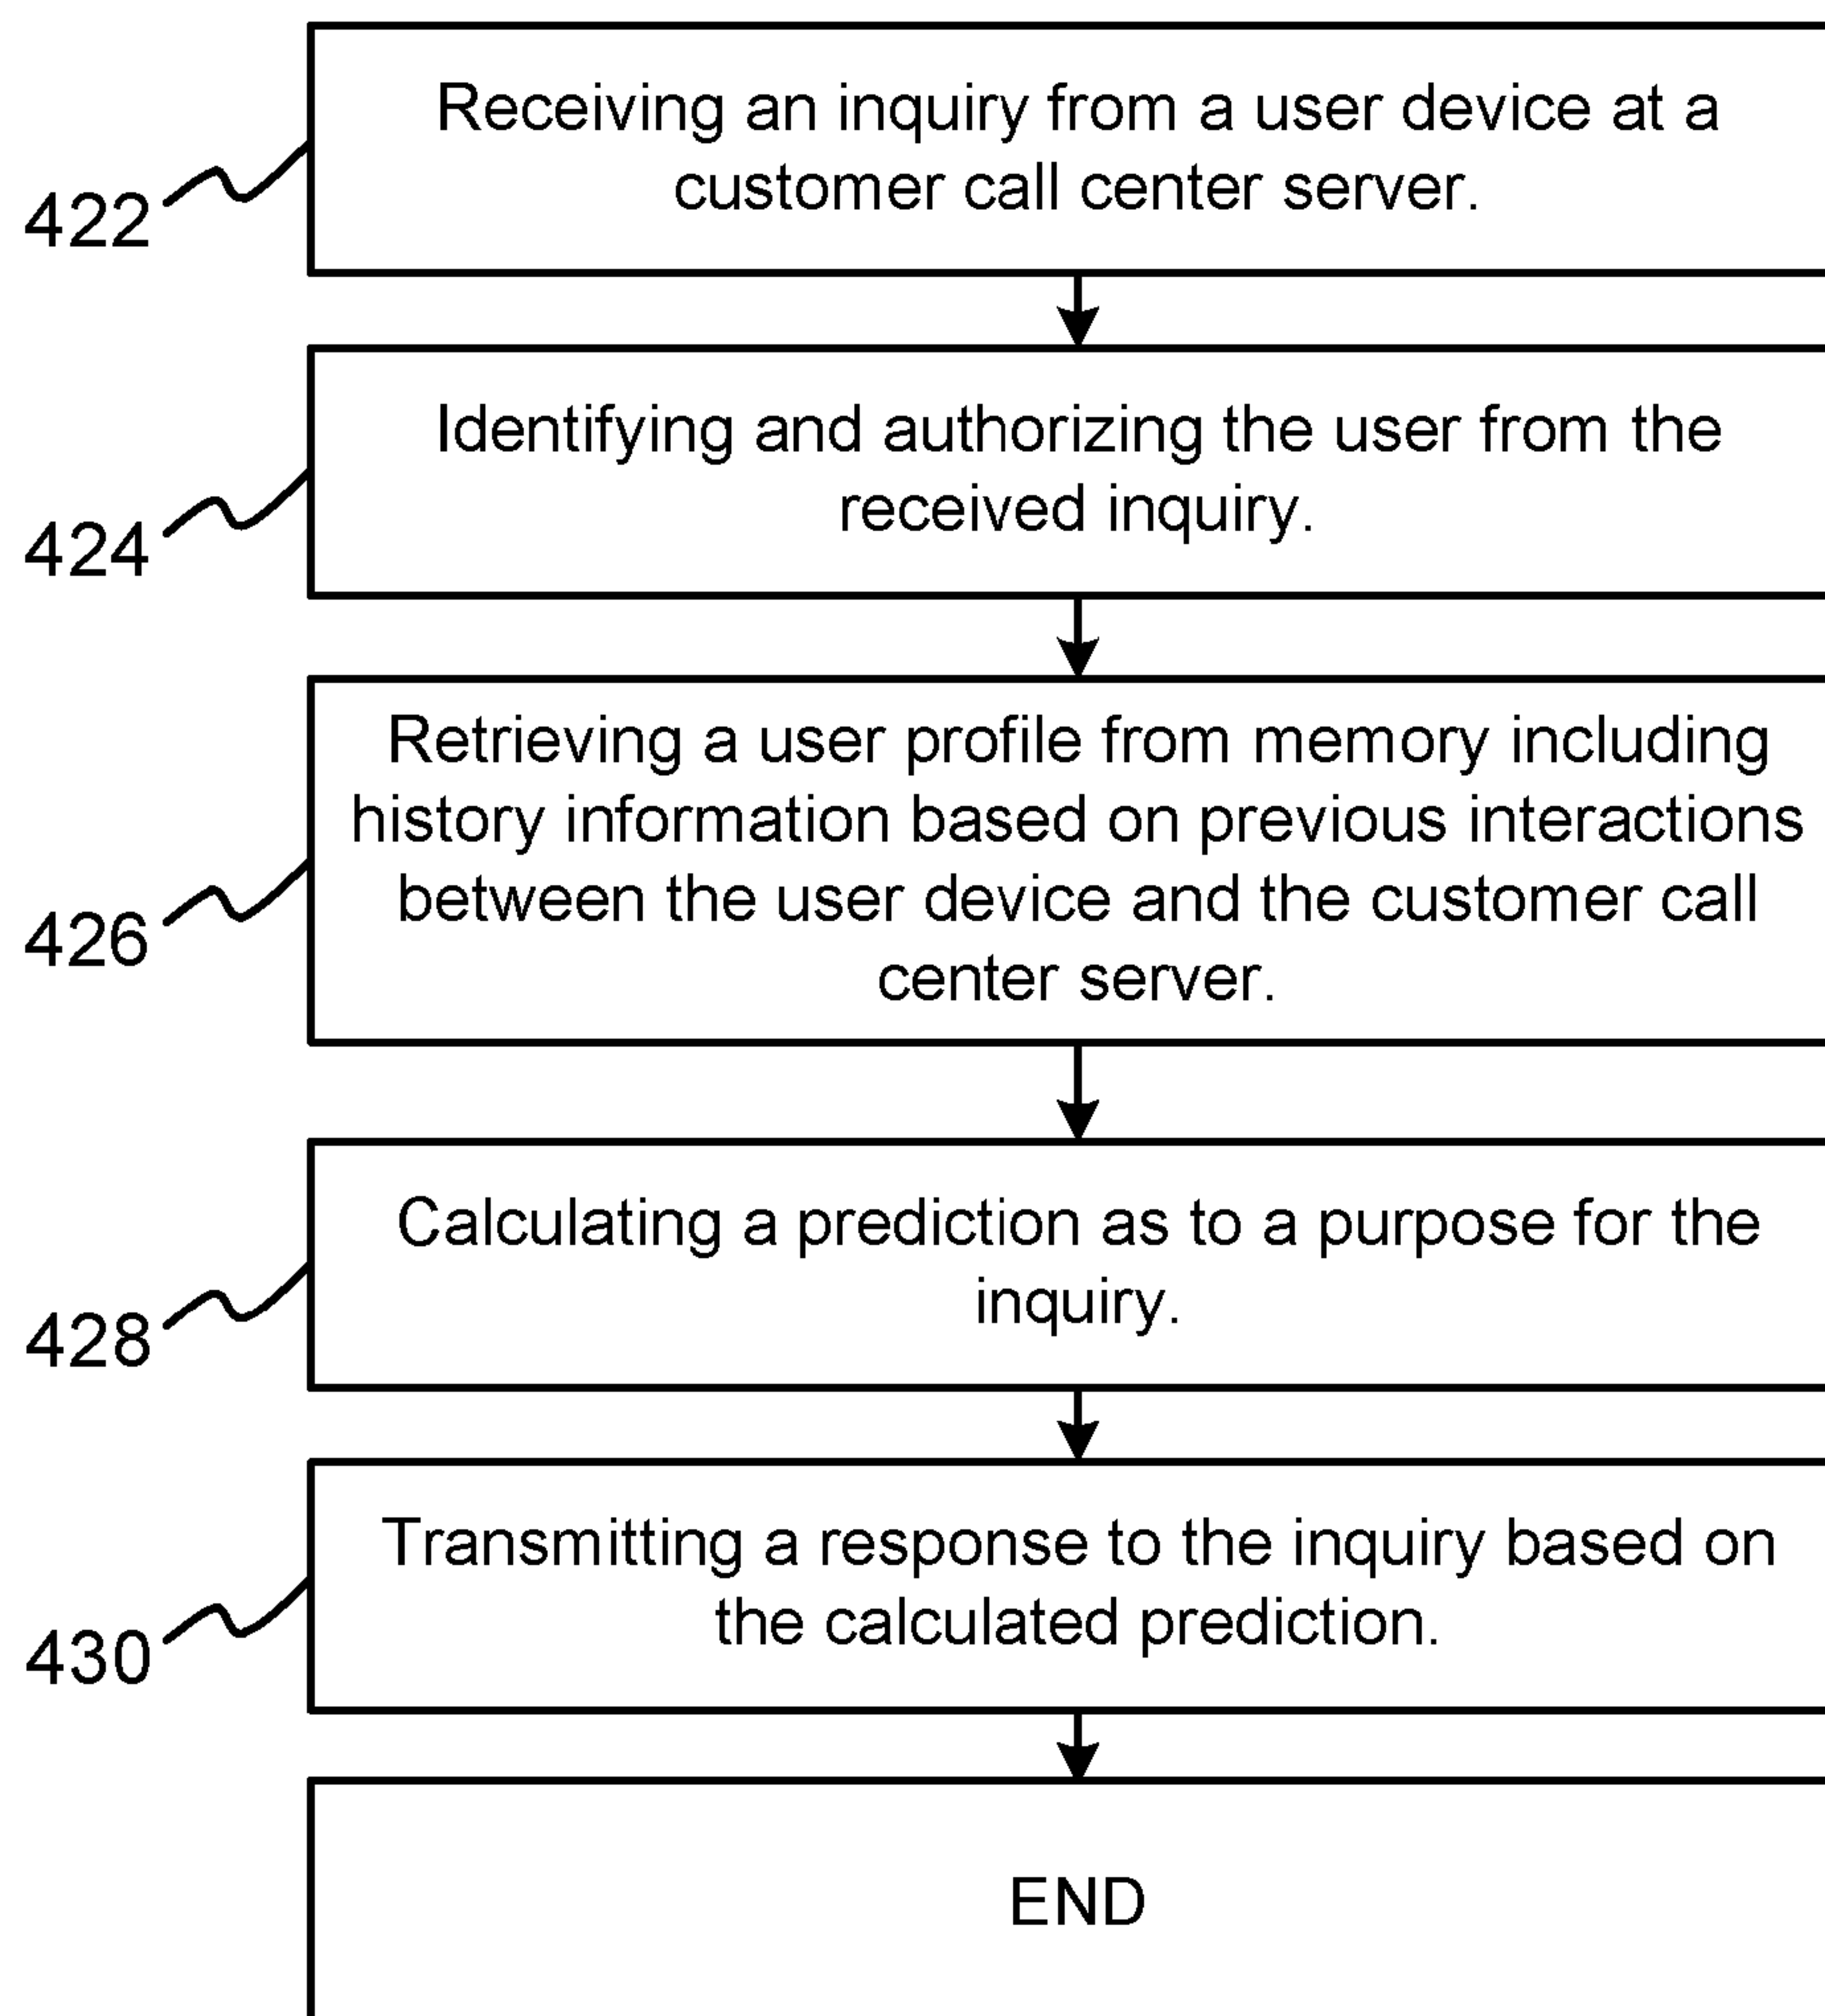 Receiving an inquiry from a user device at a
customer call center server.
422
Identifying and authorizing the user from the
received inquiry.
424
Retrieving a user profile from memory including
history information based on previous interactions
between the user device and the customer call
center server.
426
Calculating a prediction as to a purpose for the
inquiry.
428
Transmitting a response to the inquiry based on
the calculated prediction.
430
END